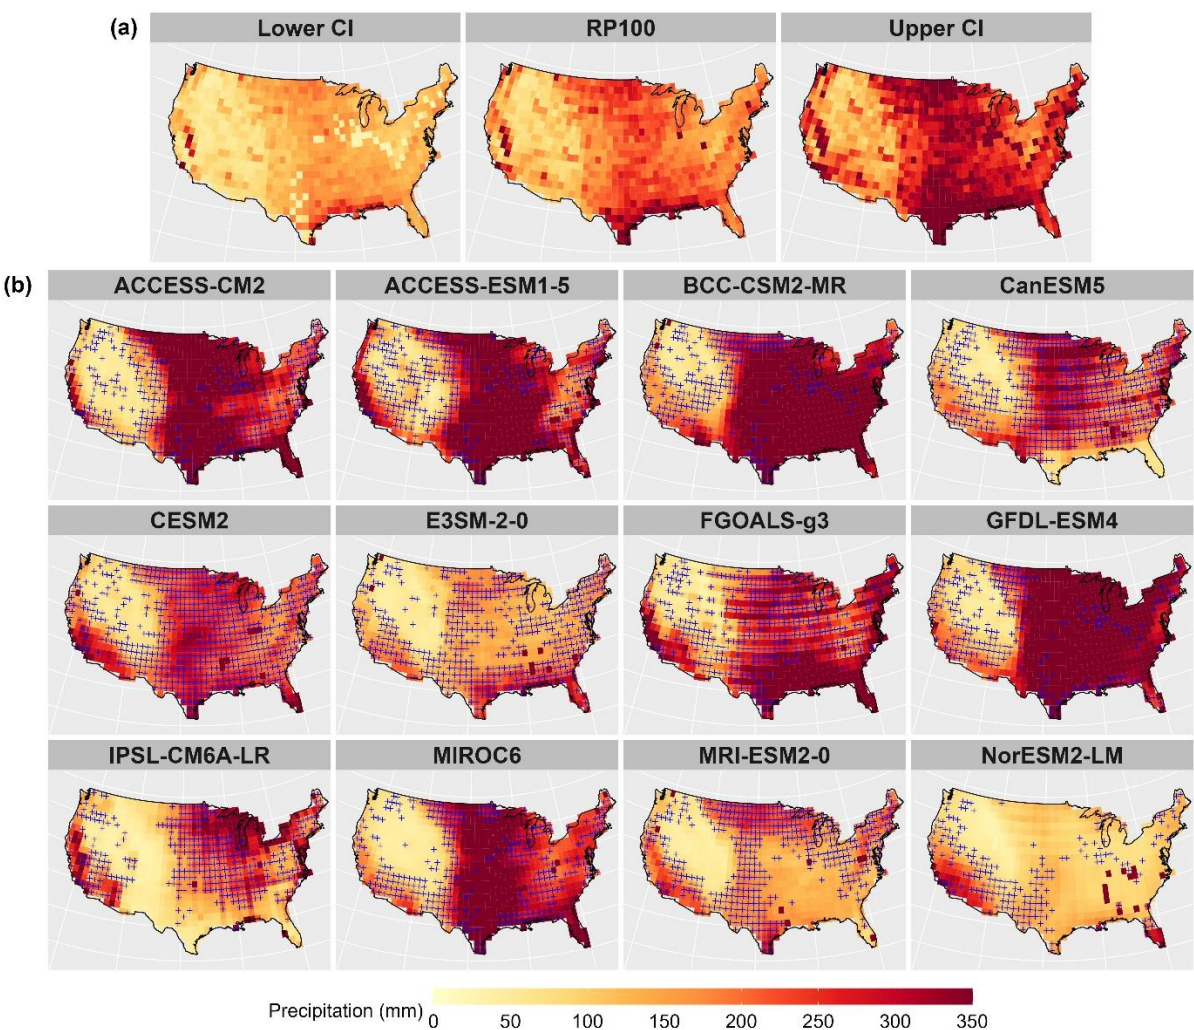 (a)
Lower CI RP100 Upper CI
(b)
ACCESS-CM2 ACCESS-ESM1-5 BCC-CSM2-MR CanESM5
CESM2 E3SM-2-0 FGOALS-g3 GFDL-ESM4
IPSL-CM6A-LR MIROC6 MRI-ESM2-0 NorESM2-LM
Precipitation (mm)
0 50 100 150 200 250 300 350